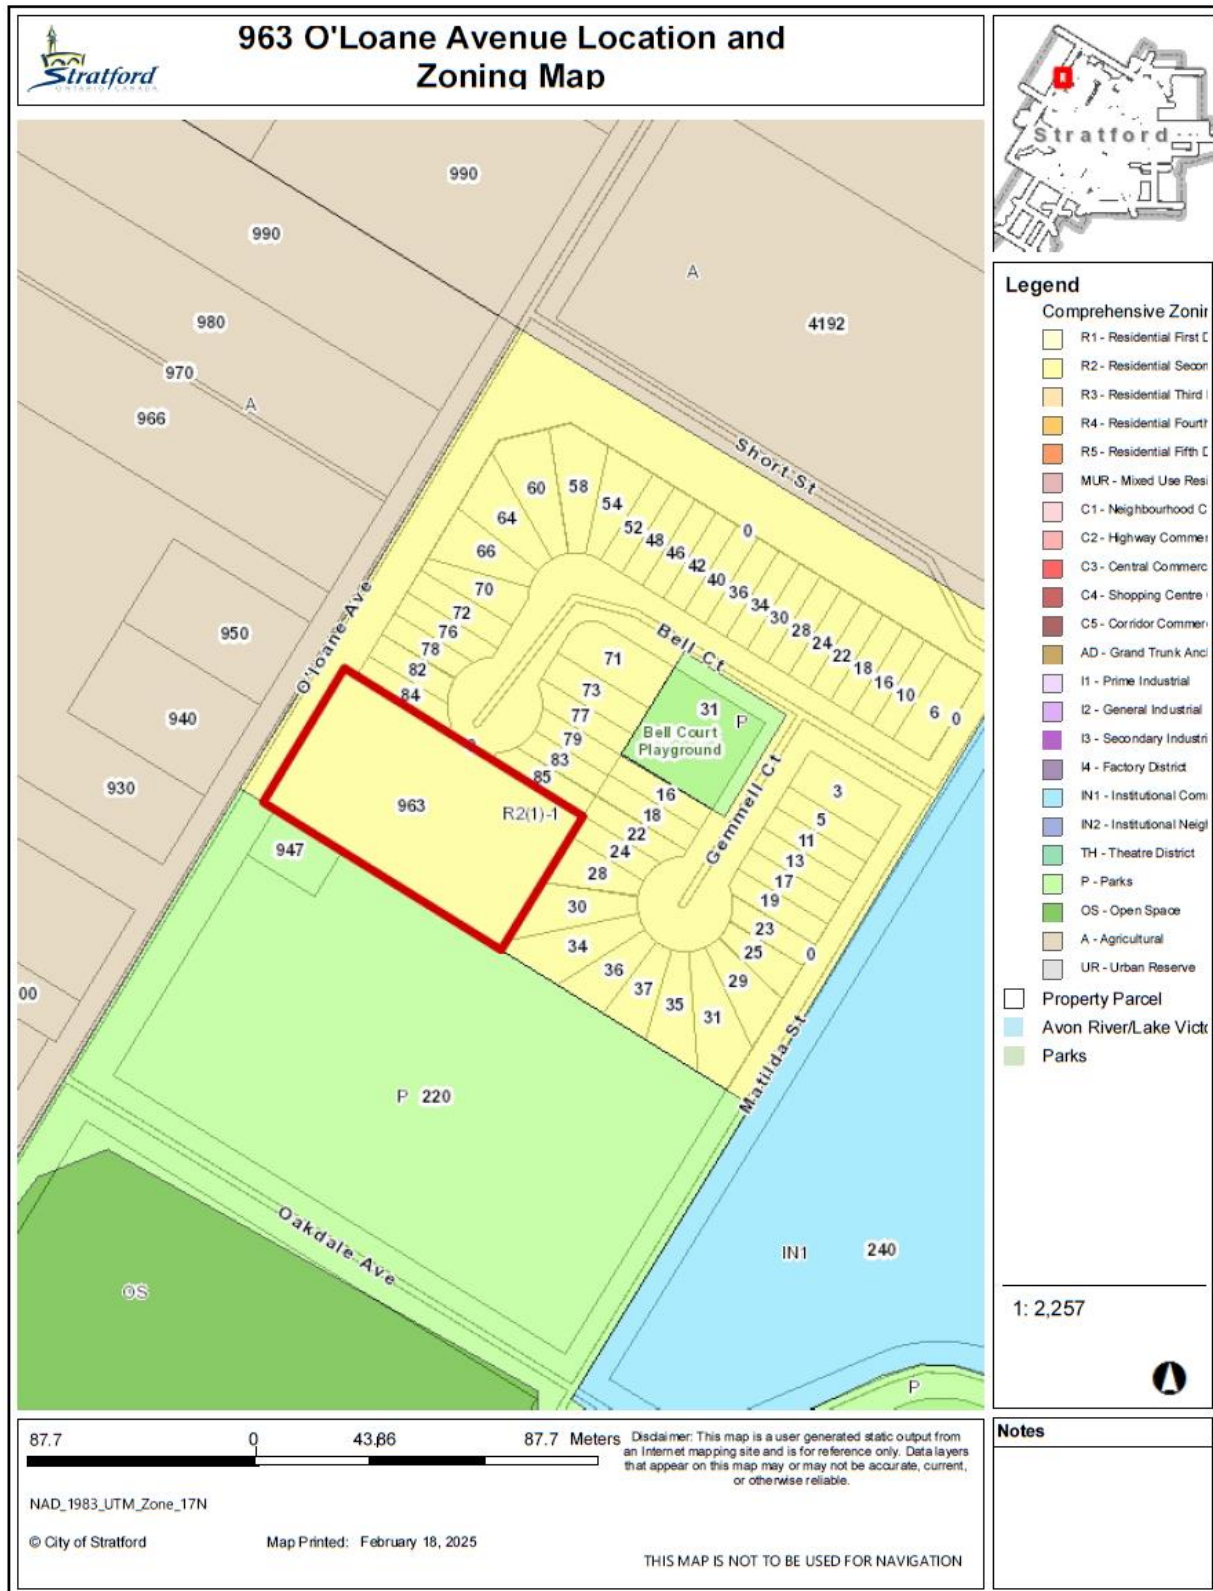 Stratford
ONTARIO CANADA
963 O'Loane Avenue Location and
Zoning Map
Stratford
990
990
980
970
A
966
A
4192
Short St
60
58
54
52
48
46
42
40
36
34
30
28
24
22
18
16
10
6
0
0
64
66
70
72
76
78
82
84
O'loane Ave
950
940
930
Bell Ct
71
73
77
79
83
85
31
P
Bell Court
Playground
Gemmell Ct
16
18
22
24
28
30
34
36
37
35
31
29
25
23
19
17
13
11
5
3
0
963
R2(1)-1
947
00
Matilda St
P 220
Oakdale Ave
OS
IN1
240
P
Legend
Comprehensive Zonin
R1 - Residential First D
R2 - Residential Secon
R3 - Residential Third
R4 - Residential Fourth
R5 - Residential Fifth D
MUR - Mixed Use Resi
C1 - Neighbourhood C
C2 - Highway Commer
C3 - Central Commerc
C4 - Shopping Centre
C5 - Corridor Commer
AD - Grand Trunk Anc
I1 - Prime Industrial
I2 - General Industrial
I3 - Secondary Industri
I4 - Factory District
IN1 - Institutional Com
IN2 - Institutional Neigh
TH - Theatre District
P - Parks
OS - Open Space
A - Agricultural
UR - Urban Reserve
Property Parcel
Avon River/Lake Victo
Parks
1: 2,257
87.7
0
43.86
87.7 Meters
NAD_1983_UTM_Zone_17N
© City of Stratford
Map Printed: February 18, 2025
Disclaimer: This map is a user generated static output from
an Internet mapping site and is for reference only. Data layers
that appear on this map may or may not be accurate, current,
or otherwise reliable.
THIS MAP IS NOT TO BE USED FOR NAVIGATION
Notes